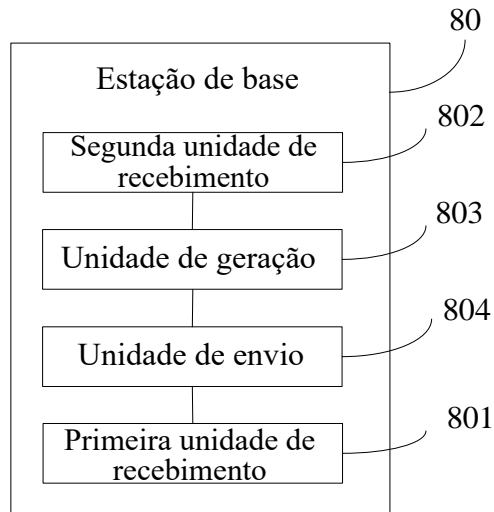 80
Estação de base
802
Segunda unidade de
recebimento
803
Unidade de geração
804
Unidade de envio
801
Primeira unidade de
recebimento